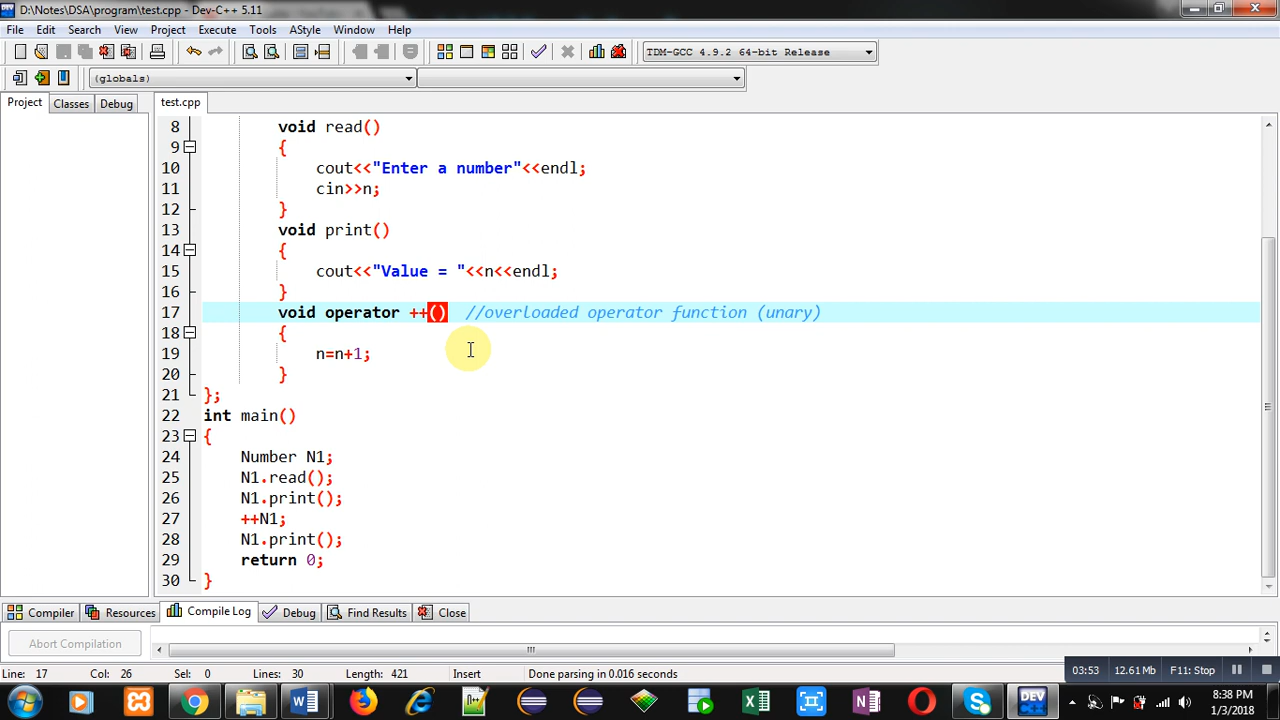 D:\Notes\DSA\program\test.cpp - Dev-C++ 5.11
File Edit Search View Project Execute Tools AStyle Window Help
TDM-GCC 4.9.2 64-bit Release
(globals)
Project Classes Debug test.cpp
8 void read()
9 {
10 cout<<"Enter a number"<<endl;
11 cin>>n;
12 }
13 void print()
14 {
15 cout<<"Value = "<<n<<endl;
16 }
17 void operator ++() //overloaded operator function (unary)
18 {
19 n=n+1;
20 }
21 };
22 int main()
23 {
24 Number N1;
25 N1.read();
26 N1.print();
27 ++N1;
28 N1.print();
29 return 0;
30 }
Compiler Resources Compile Log Debug Find Results Close
Abort Compilation
Line: 17 Col: 26 Sel: 0 Lines: 30 Length: 421 Insert Done parsing in 0.016 seconds
03:53 12.61 Mb F11: Stop
DEV
8:38 PM
1/3/2018